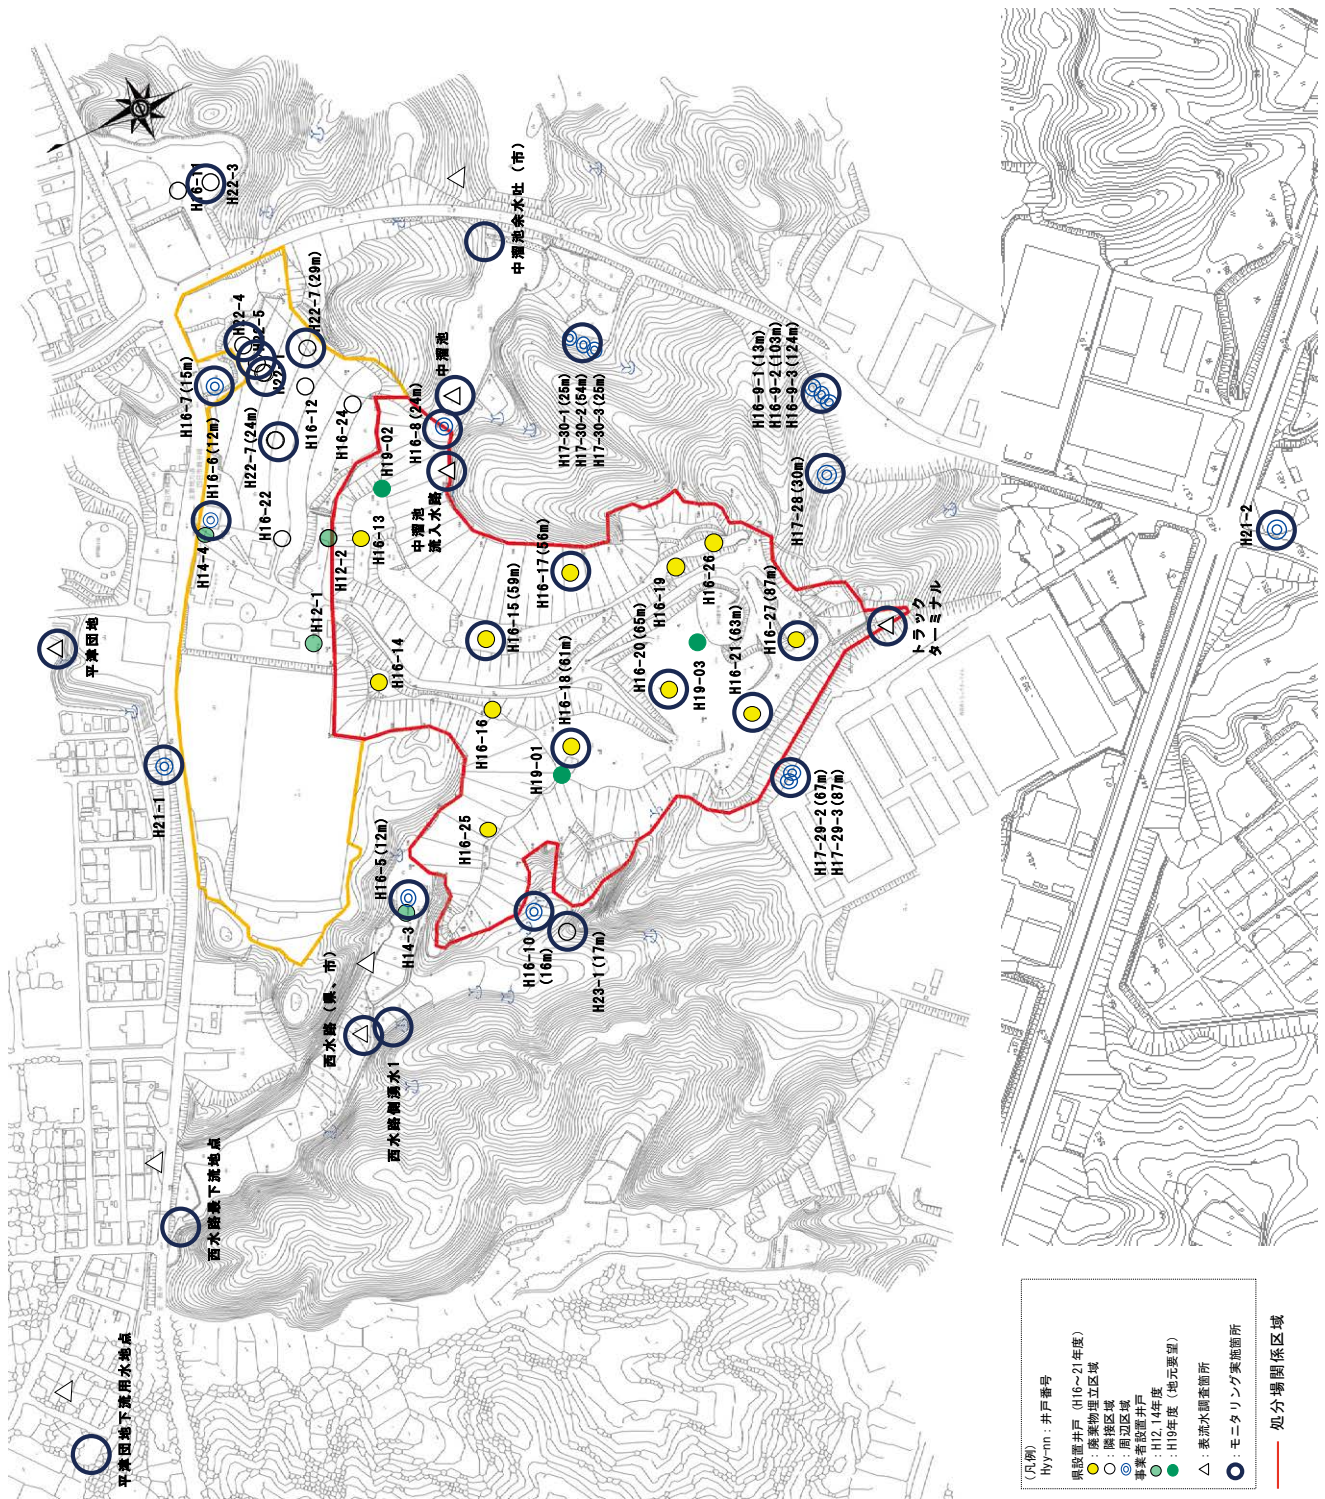 H16-11
H22-3
中溜池余水吐（市）
H22-4
H22-5
H22-1
H22-7(29m)
H16-7(15m)
H16-12
H16-24
H22-7(24m)
H16-6(12m)
H16-22
H14-4
H12-2
H16-13
H19-02
H16-8(24m)
中溜池
中溜池
流入水路
H17-30-1(25m)
H17-30-2(54m)
H17-30-3(25m)
H16-9-1(13m)
H16-9-2(103m)
H16-9-3(124m)
H17-28(30m)
H21-2
平津団地
H12-1
H16-14
H16-15(59m)
H16-17(56m)
H16-19
H16-26
H16-20(65m)
H19-03
H16-21(63m)
H16-27(87m)
トラック
ターミナル
H16-16
H16-18(61m)
H19-01
H21-1
H16-25
H16-5(12m)
H14-3
H17-29-2(67m)
H17-29-3(87m)
H16-10
(16m)
H23-1(17m)
西水路（県、市）
西水路側湧水1
西水路最下流地点
平津団地下流用水地点
(凡例)
Hyy-nn：井戸番号
県設置井戸（H16～21年度）
：廃棄物埋立区域
：隣接区域
：周辺区域
事業者設置井戸
：H12,14年度
：H19年度（地元要望）
：表流水調査箇所
：モニタリング実施箇所
処分場関係区域